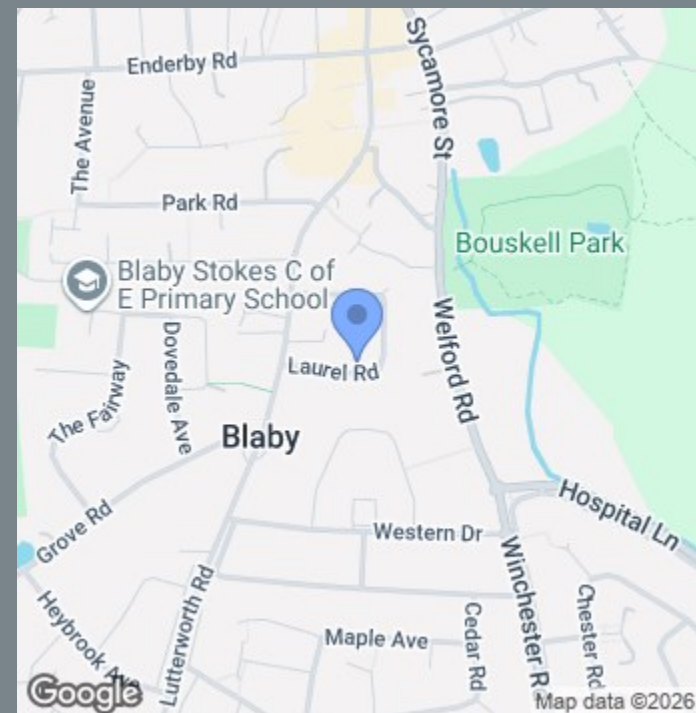 Sycamore St
Enderby Rd
The Avenue
Park Rd
Bouskell Park
Blaby Stokes C of
E Primary School
Welford Rd
Dovedale Ave
Laurel Rd
The Fairway
Blaby
Grove Rd
Hospital Ln
Western Dr
Winchester Rd
Heybrook Ave
Lutterworth Rd
Maple Ave
Cedar Rd
Chester Rd
Google
Map data ©2026